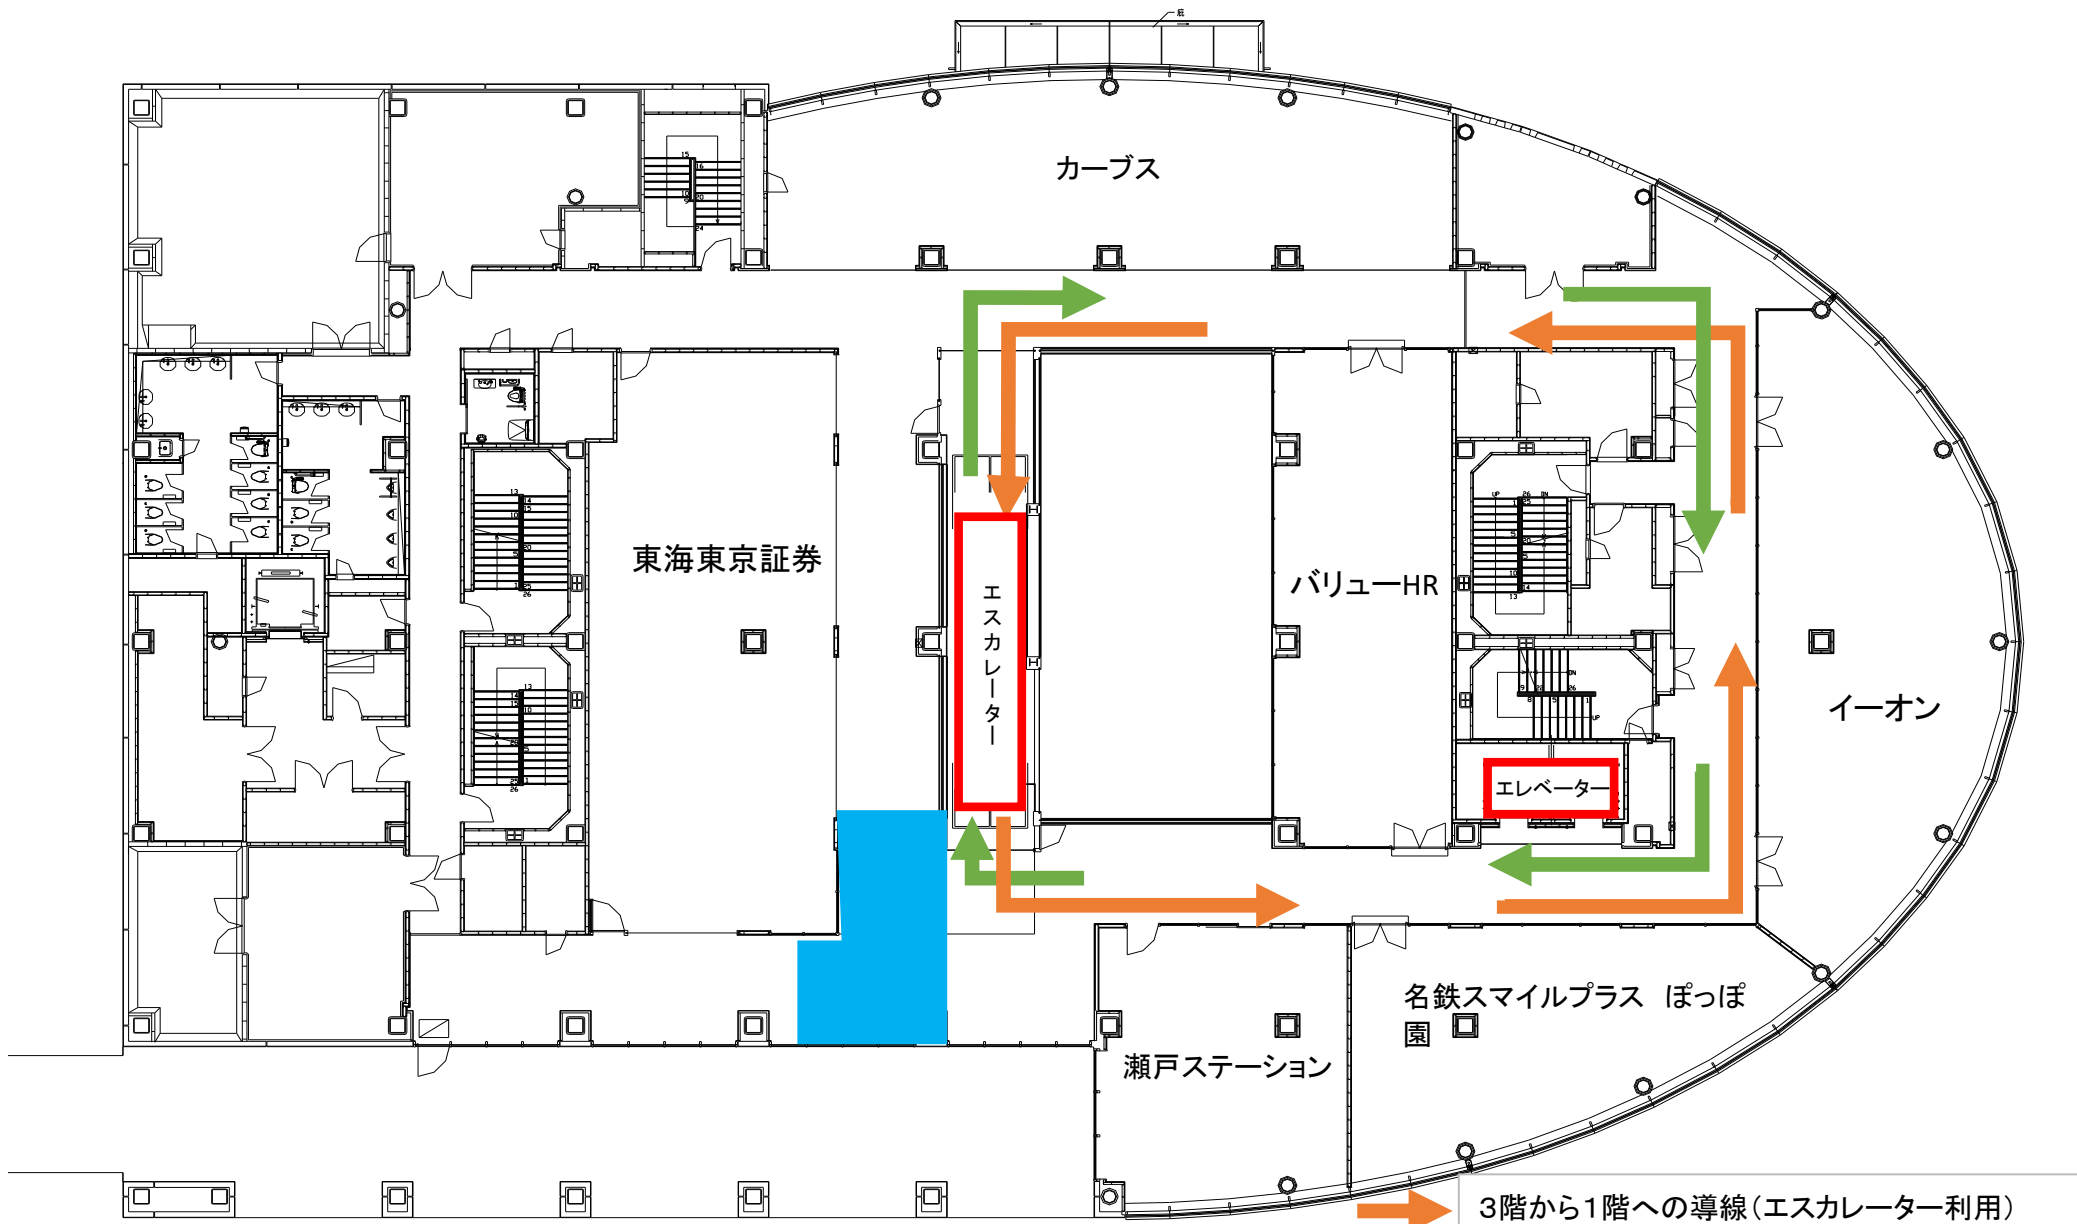 庇
カーブス
東海東京証券
エスカレーター
バリューHR
エレベーター
イーオン
名鉄スマイルプラス　ぽっぽ
園
瀬戸ステーション
３階から１階への導線（エスカレーター利用）